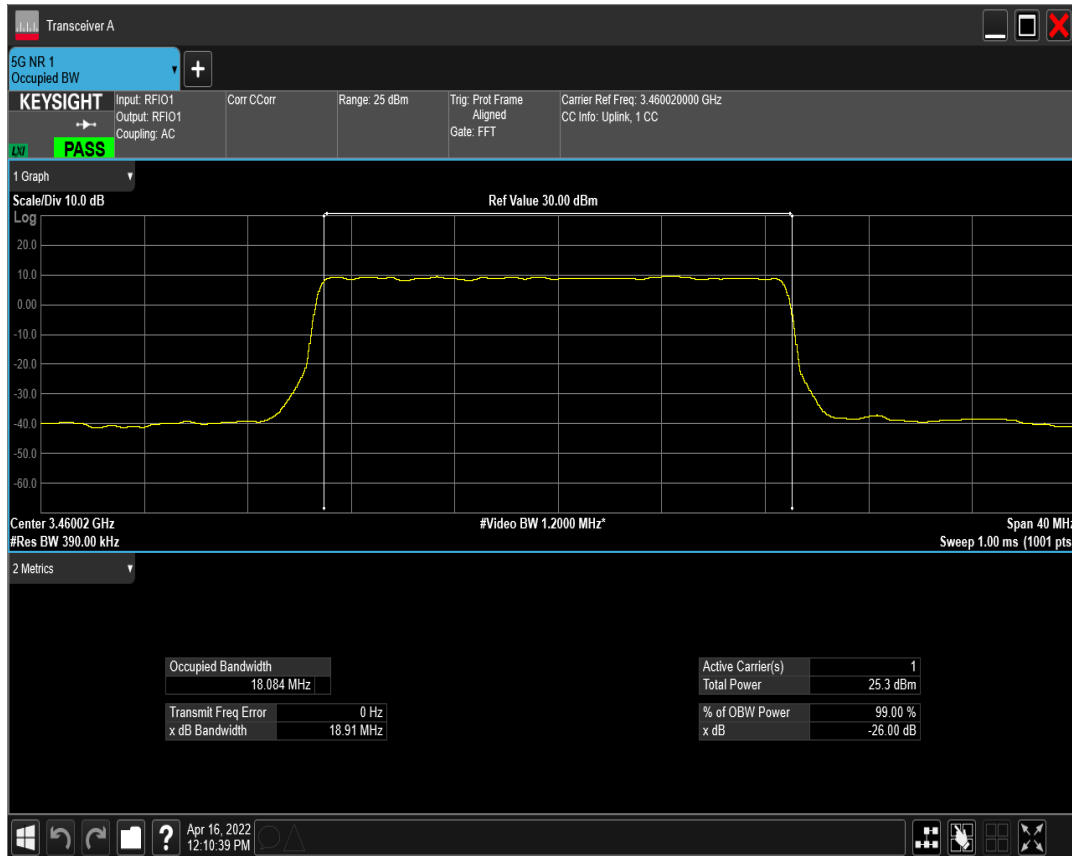 Transceiver A
5G NR 1
Occupied BW
+
KEYSIGHT
LXI PASS
Input: RFIO1
Output: RFIO1
Coupling: AC
Corr CCorr
Range: 25 dBm
Trig: Prot Frame
Aligned
Gate: FFT
Carrier Ref Freq: 3.460020000 GHz
CC Info: Uplink, 1 CC
1 Graph
Scale/Div 10.0 dB Ref Value 30.00 dBm
Log
20.0
10.0
0.00
-10.0
-20.0
-30.0
-40.0
-50.0
-60.0
Center 3.46002 GHz #Video BW 1.2000 MHz* Span 40 MHz
#Res BW 390.00 kHz Sweep 1.00 ms (1001 pts
2 Metrics
Occupied Bandwidth
18.084 MHz
Transmit Freq Error 0 Hz
x dB Bandwidth 18.91 MHz
Active Carrier(s) 1
Total Power 25.3 dBm
% of OBW Power 99.00 %
x dB -26.00 dB
?
Apr 16, 2022
12:10:39 PM